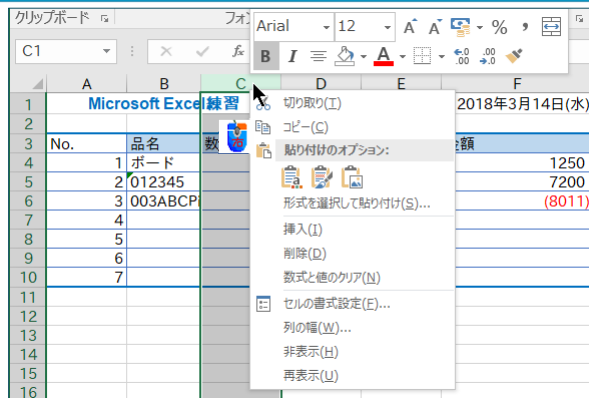 クリップボード
フォ
Arial 12 A A % ,
C1
fx
B I A .00 .00
A B C D E F
1 Microsoft Excel練習 2018年3月14日(水)
2
3 No. 品名 数 金額
4 1 ボード 1250
5 2 012345 7200
6 3 003ABCPi (8011)
7 4
8 5
9 6
10 7
11
12
13
14
15
16
切り取り(T)
コピー(C)
貼り付けのオプション:
形式を選択して貼り付け(S)...
挿入(I)
削除(D)
数式と値のクリア(N)
セルの書式設定(F)...
列の幅(W)...
非表示(H)
再表示(U)